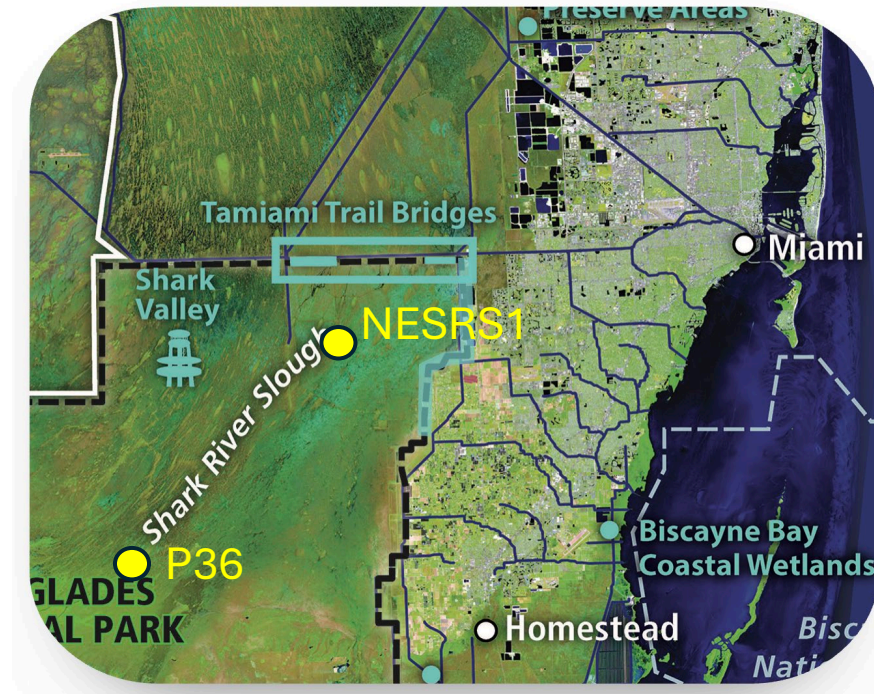 Preserve Areas
Tamiami Trail Bridges
Miami
Shark
Valley
NESRS1
Shark River Slough
P36
Biscayne Bay
Coastal Wetlands
GLADES
AL PARK
Homestead
Bisc
Nati